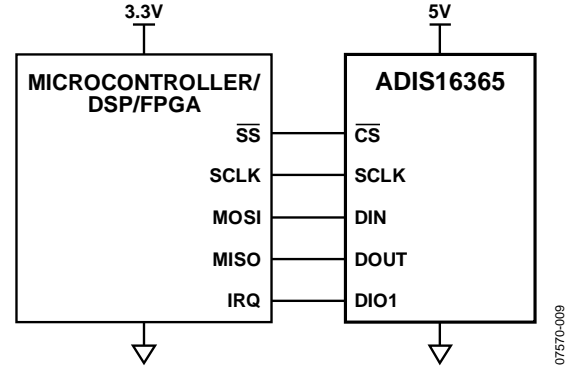 3.3V
5V
MICROCONTROLLER/
DSP/FPGA
ADIS16365
SS
CS
SCLK
SCLK
MOSI
DIN
MISO
DOUT
IRQ
DIO1
07570-009